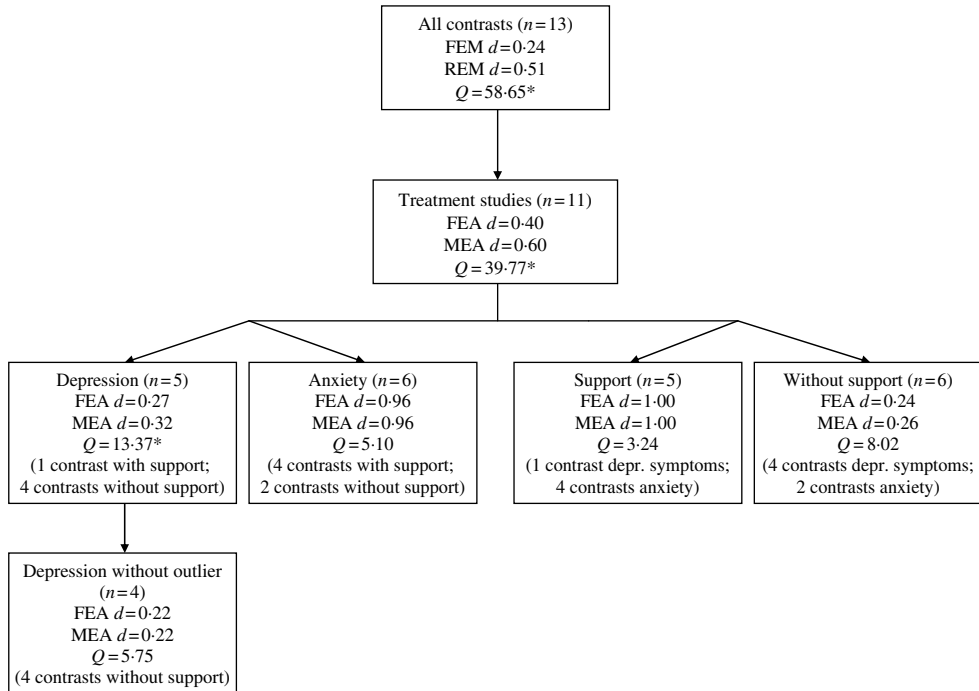 All contrasts (n=13)
FEM d=0·24
REM d=0·51
Q=58·65*
Treatment studies (n=11)
FEA d=0·40
MEA d=0·60
Q=39·77*
Depression (n=5)
FEA d=0·27
MEA d=0·32
Q=13·37*
(1 contrast with support;
4 contrasts without support)
Anxiety (n=6)
FEA d=0·96
MEA d=0·96
Q=5·10
(4 contrasts with support;
2 contrasts without support)
Support (n=5)
FEA d=1·00
MEA d=1·00
Q=3·24
(1 contrast depr. symptoms;
4 contrasts anxiety)
Without support (n=6)
FEA d=0·24
MEA d=0·26
Q=8·02
(4 contrasts depr. symptoms;
2 contrasts anxiety)
Depression without outlier
(n=4)
FEA d=0·22
MEA d=0·22
Q=5·75
(4 contrasts without support)